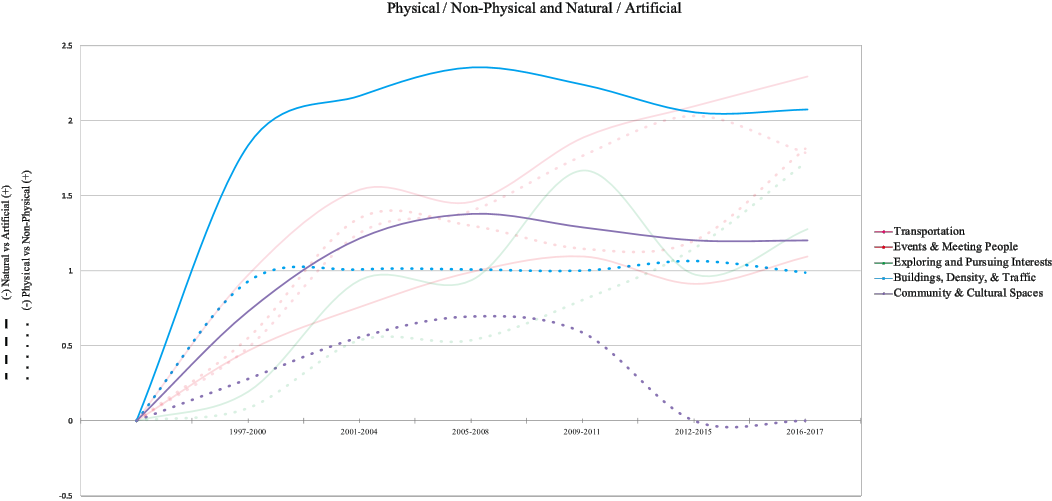 Physical / Non-Physical and Natural / Artificial
2.5
2
1.5
1
0.5
0
-0.5
1997-2000
2001-2004
2005-2008
2009-2011
2012-2015
2016-2017
(-) Natural vs Artificial (+)
(-) Physical vs Non-Physical (+)
Transportation
Events & Meeting People
Exploring and Pursuing Interests
Buildings, Density, & Traffic
Community & Cultural Spaces